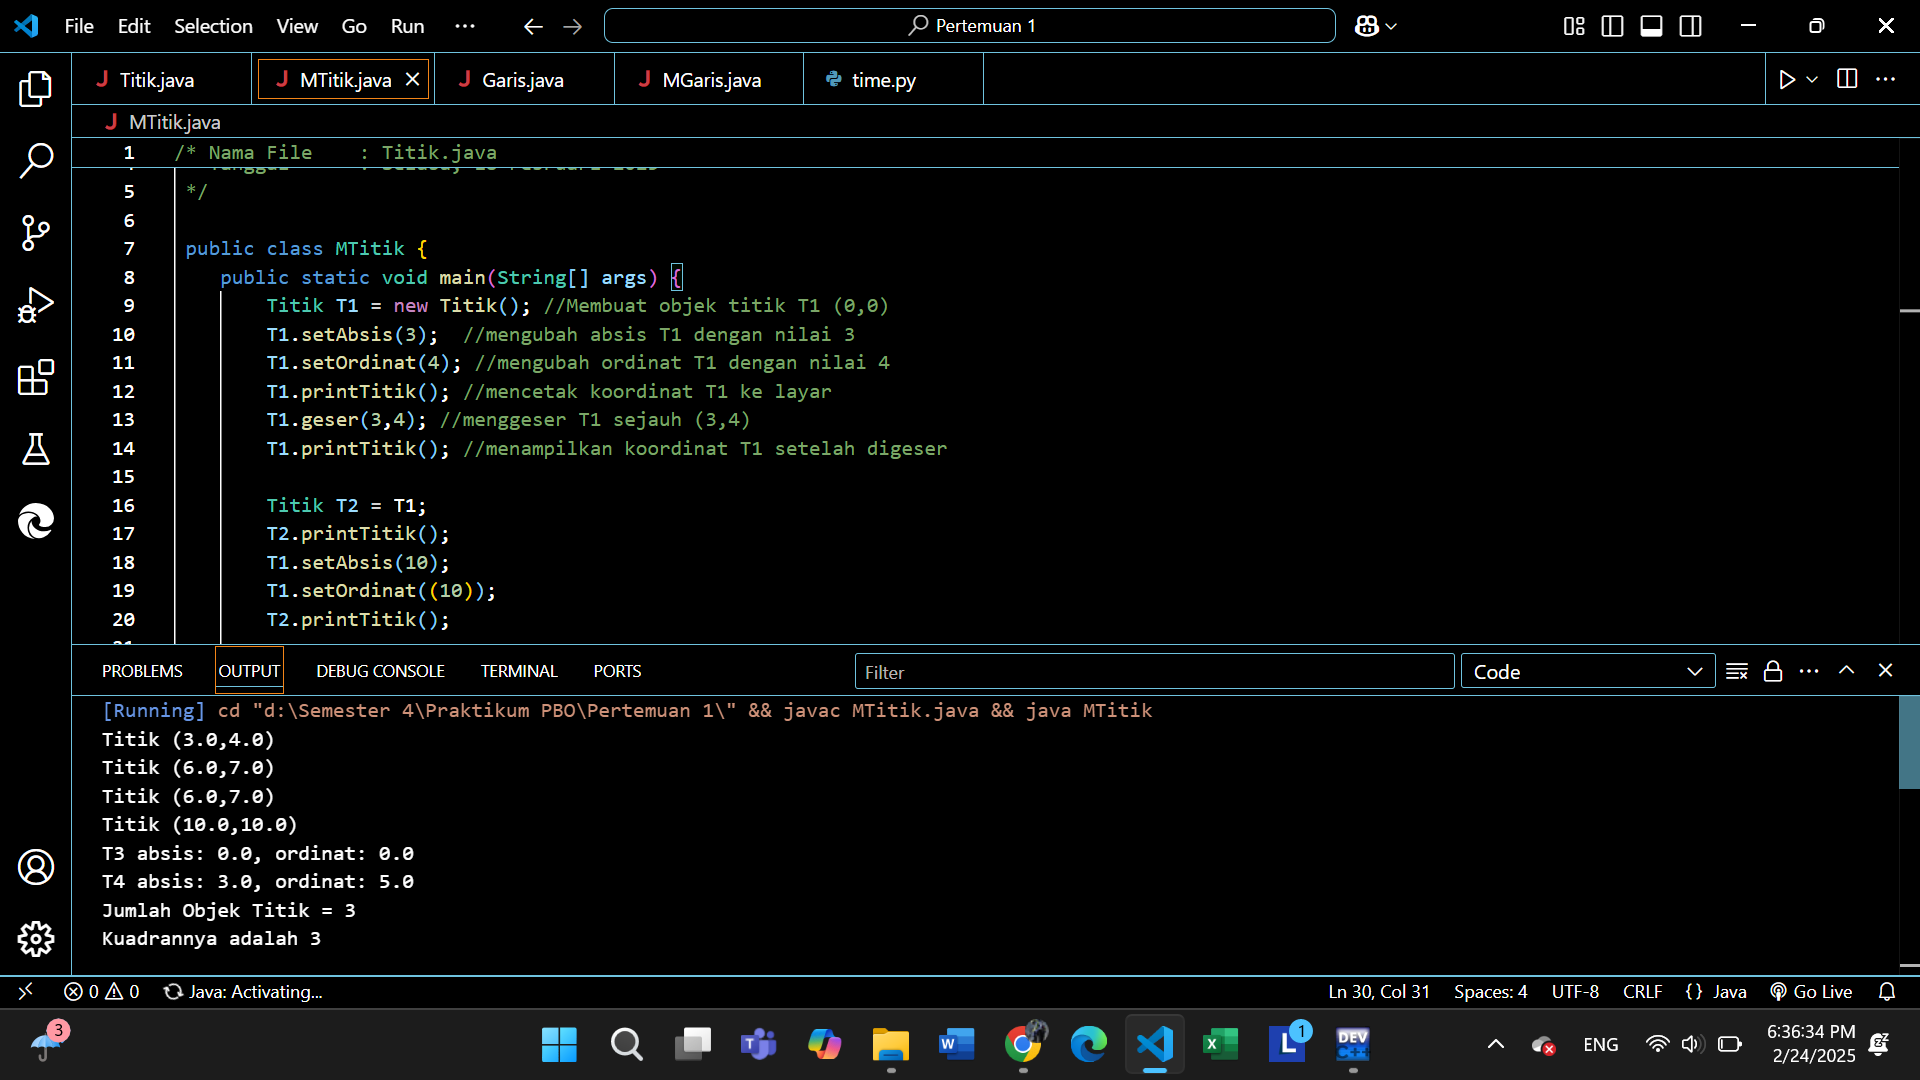 File Edit Selection View Go Run ... Pertemuan 1
Titik.java MTitik.java Garis.java MGaris.java time.py
MTitik.java
1 /* Nama File : Titik.java
5 */
6
7 public class MTitik {
8 public static void main(String[] args) {
9 Titik T1 = new Titik(); //Membuat objek titik T1 (0,0)
10 T1.setAbsis(3); //mengubah absis T1 dengan nilai 3
11 T1.setOrdinat(4); //mengubah ordinat T1 dengan nilai 4
12 T1.printTitik(); //mencetak koordinat T1 ke layar
13 T1.geser(3,4); //menggeser T1 sejauh (3,4)
14 T1.printTitik(); //menampilkan koordinat T1 setelah digeser
15
16 Titik T2 = T1;
17 T2.printTitik();
18 T1.setAbsis(10);
19 T1.setOrdinat((10));
20 T2.printTitik();
PROBLEMS OUTPUT DEBUG CONSOLE TERMINAL PORTS Filter Code
[Running] cd "d:\Semester 4\Praktikum PBO\Pertemuan 1\" && javac MTitik.java && java MTitik
Titik (3.0,4.0)
Titik (6.0,7.0)
Titik (6.0,7.0)
Titik (10.0,10.0)
T3 absis: 0.0, ordinat: 0.0
T4 absis: 3.0, ordinat: 5.0
Jumlah Objek Titik = 3
Kuadrannya adalah 3
0 0 Java: Activating... Ln 30, Col 31 Spaces: 4 UTF-8 CRLF {} Java Go Live
3 1 ENG 6:36:34 PM
2/24/2025